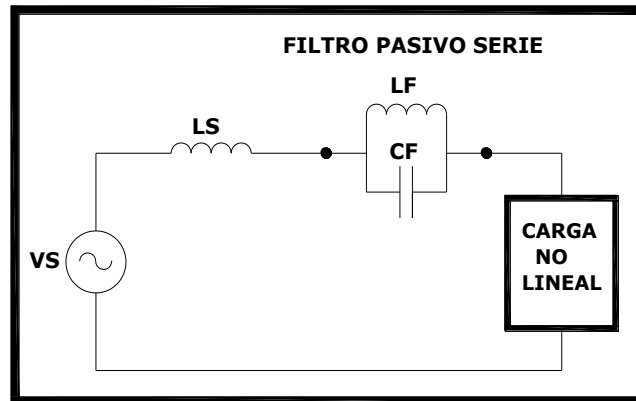 FILTRO PASIVO SERIE
LF
LS
CF
VS
CARGA
NO
LINEAL